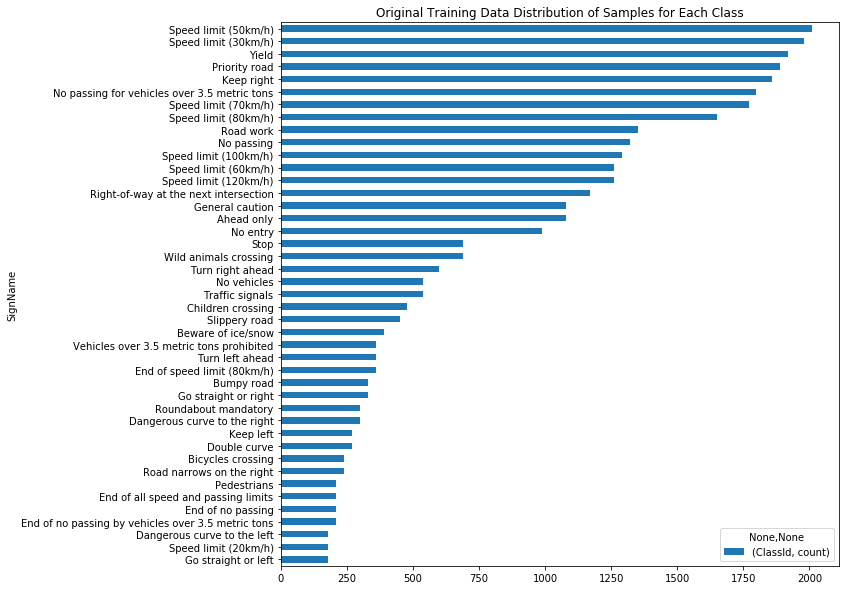 Original Training Data Distribution of Samples for Each Class
SignName
Speed limit (50km/h)
Speed limit (30km/h)
Yield
Priority road
Keep right
No passing for vehicles over 3.5 metric tons
Speed limit (70km/h)
Speed limit (80km/h)
Road work
No passing
Speed limit (100km/h)
Speed limit (60km/h)
Speed limit (120km/h)
Right-of-way at the next intersection
General caution
Ahead only
No entry
Stop
Wild animals crossing
Turn right ahead
No vehicles
Traffic signals
Children crossing
Slippery road
Beware of ice/snow
Vehicles over 3.5 metric tons prohibited
Turn left ahead
End of speed limit (80km/h)
Bumpy road
Go straight or right
Roundabout mandatory
Dangerous curve to the right
Keep left
Double curve
Bicycles crossing
Road narrows on the right
Pedestrians
End of all speed and passing limits
End of no passing
End of no passing by vehicles over 3.5 metric tons
Dangerous curve to the left
Speed limit (20km/h)
Go straight or left
None,None
(ClassId, count)
0 250 500 750 1000 1250 1500 1750 2000